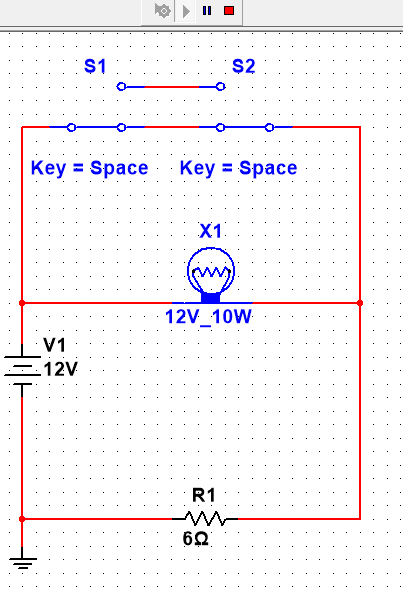 S1 S2
Key = Space Key = Space
X1
12V_10W
V1
12V
R1
6Ω